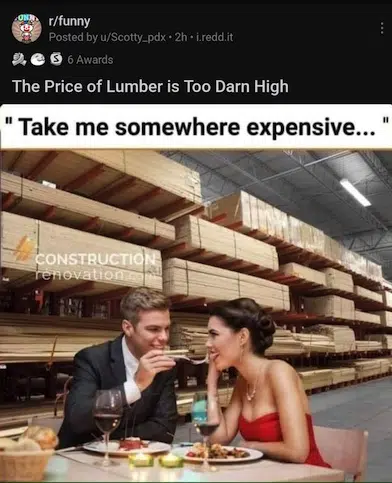 r/funny
Posted by u/Scotty_pdx • 2h • i.redd.it
6 Awards
The Price of Lumber is Too Darn High
" Take me somewhere expensive... "
CONSTRUCTION
rénovation